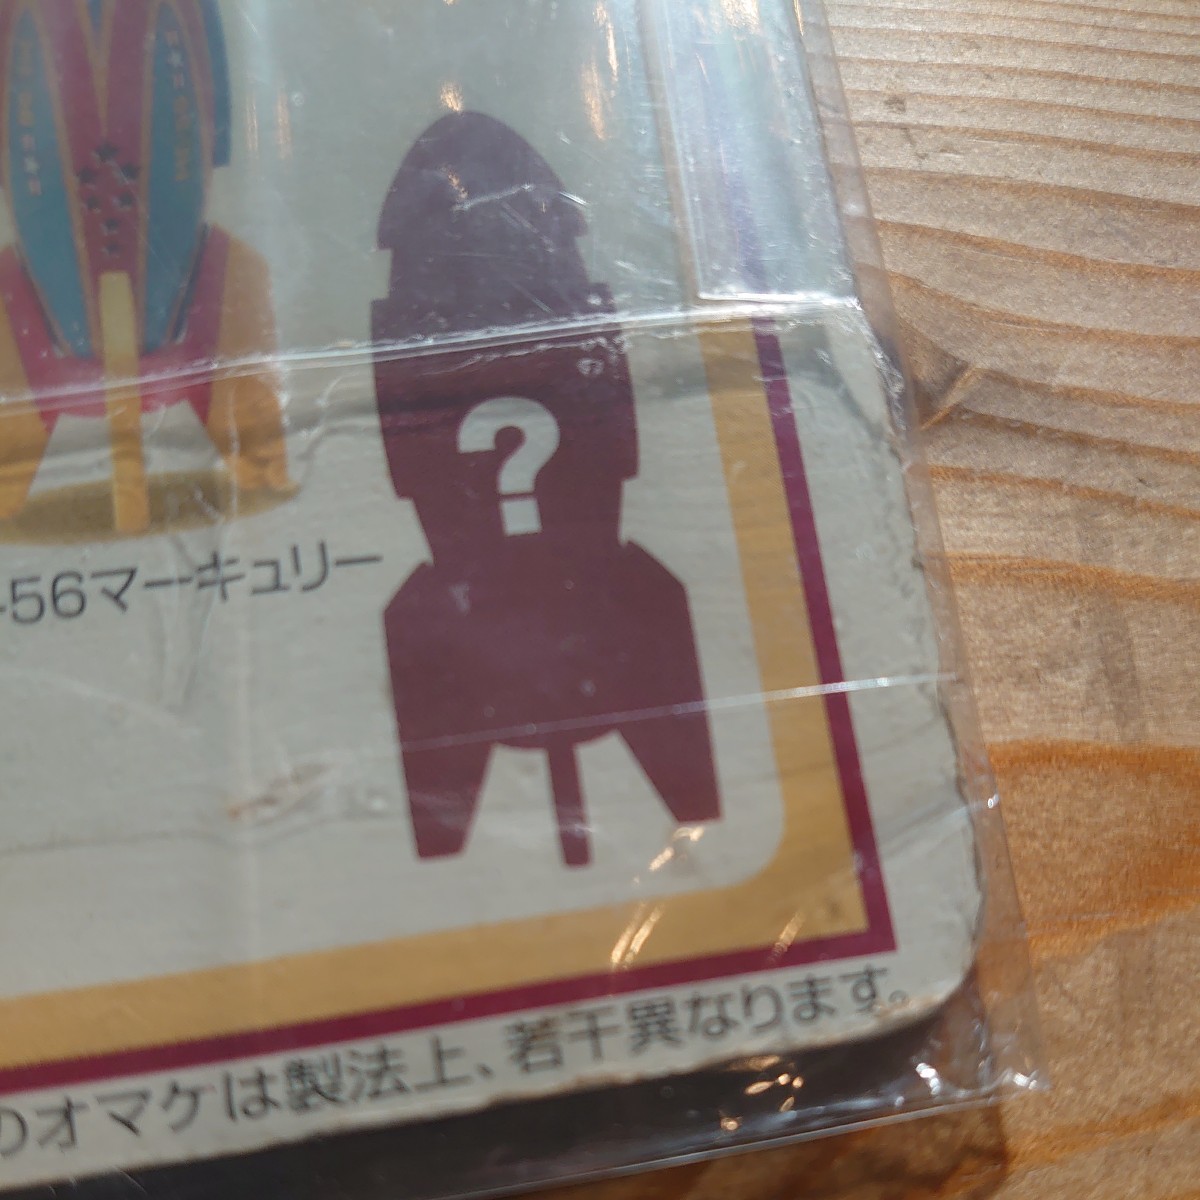 ?
-56マーキュリー
のオマケは製法上、若干異なります。